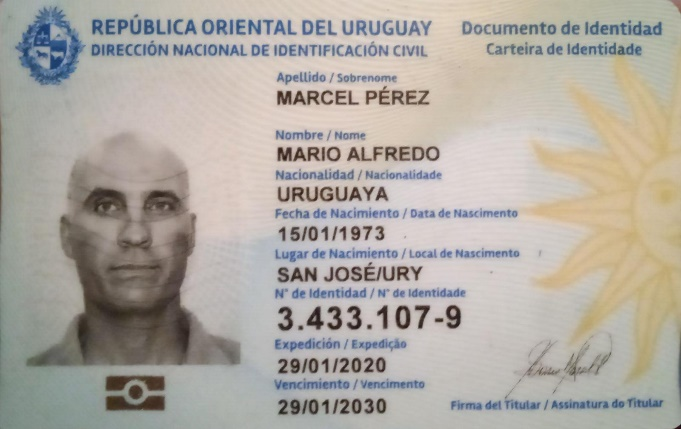 REPÚBLICA ORIENTAL DEL URUGUAY
DIRECCIÓN NACIONAL DE IDENTIFICACIÓN CIVIL
Documento de Identidad
Carteira de Identidade
Apellido / Sobrenome
MARCEL PÉREZ
Nombre / Nome
MARIO ALFREDO
Nacionalidad / Nacionalidade
URUGUAYA
Fecha de Nacimiento / Data de Nascimento
15/01/1973
Lugar de Nacimiento / Local de Nascimento
SAN JOSÉ/URY
N° de Identidad / N° de Identidade
3.433.107-9
Expedición / Expedição
29/01/2020
Vencimiento / Vencimento
29/01/2030
Firma del Titular / Assinatura do Titular